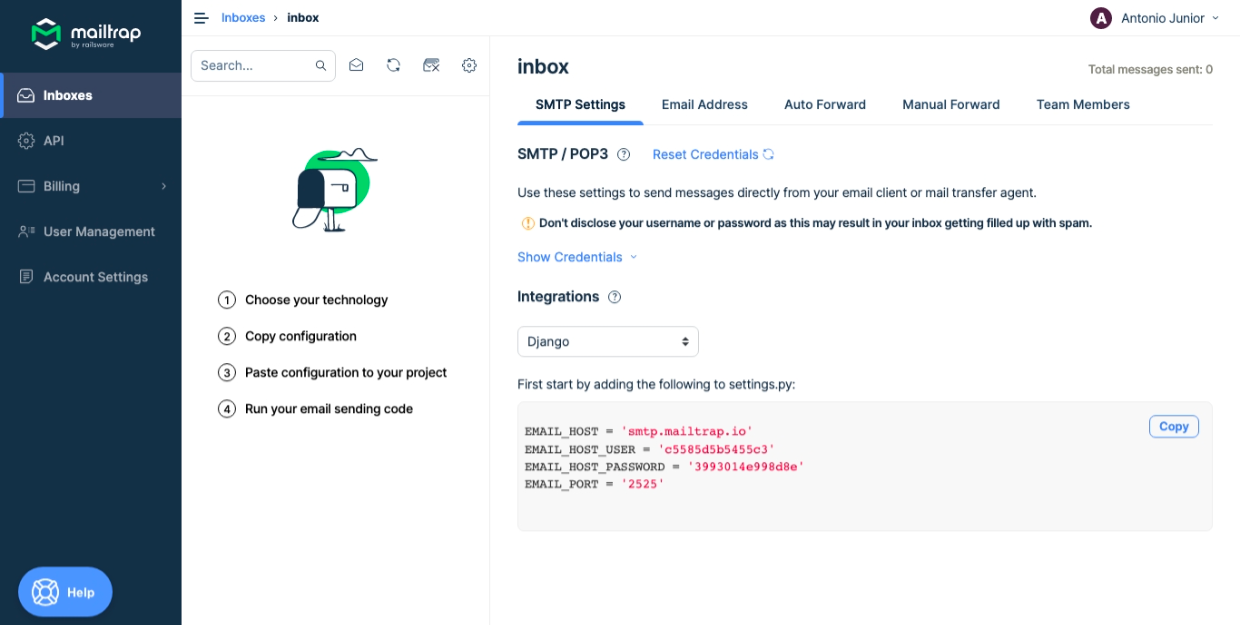 mailtrap
by railsware
Inboxes
API
Billing
User Management
Account Settings
Help
Inboxes › inbox
A Antonio Junior
Search...
1 Choose your technology
2 Copy configuration
3 Paste configuration to your project
4 Run your email sending code
inbox
Total messages sent: 0
SMTP Settings Email Address Auto Forward Manual Forward Team Members
SMTP / POP3 ? Reset Credentials
Use these settings to send messages directly from your email client or mail transfer agent.
! Don't disclose your username or password as this may result in your inbox getting filled up with spam.
Show Credentials
Integrations ?
Django
First start by adding the following to settings.py:
Copy
EMAIL_HOST = 'smtp.mailtrap.io'
EMAIL_HOST_USER = 'c5585d5b5455c3'
EMAIL_HOST_PASSWORD = '3993014e998d8e'
EMAIL_PORT = '2525'